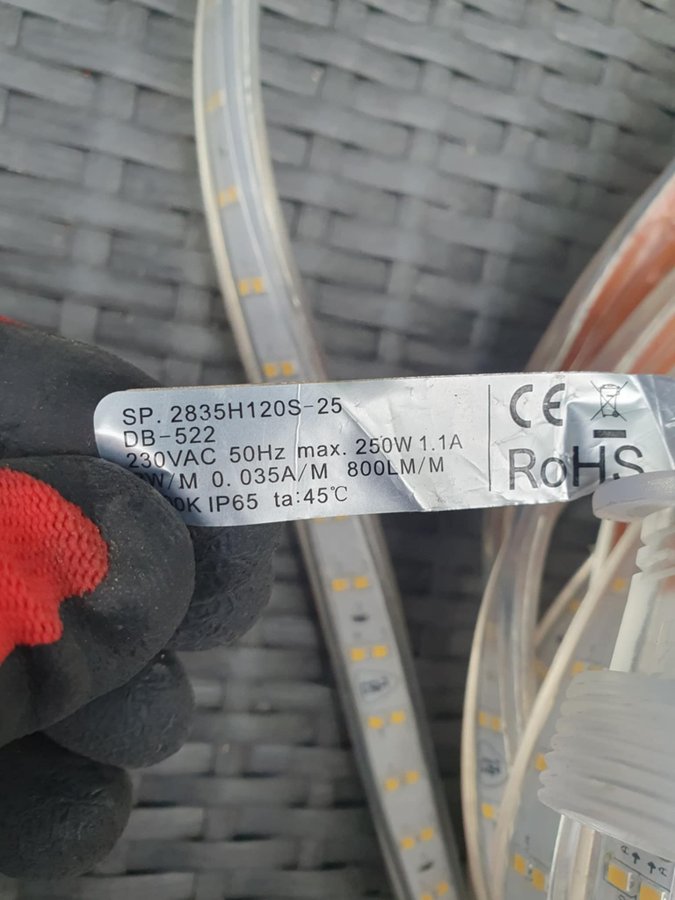 SP. 2835H120S-25
DB-522
230VAC 50Hz max. 250W 1.1A
W/M 0. 035A/M 800LM/M
0K IP65 ta:45℃
CE
RoHS